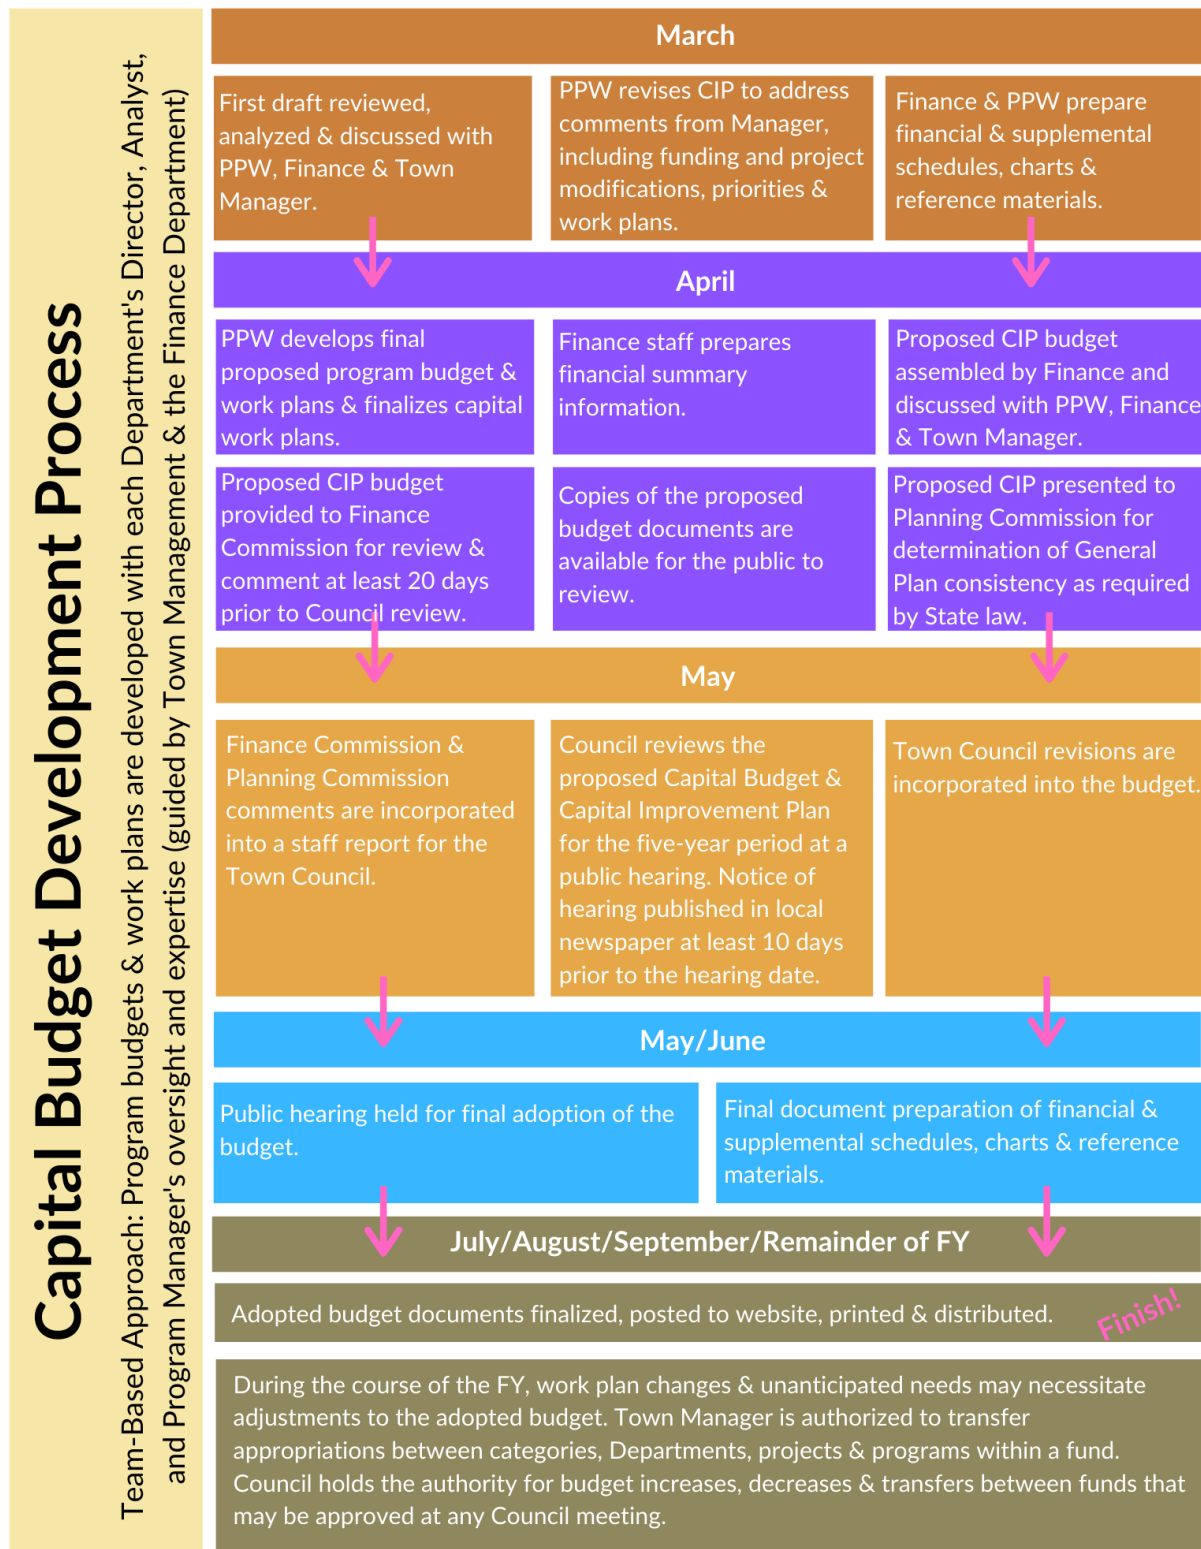 Capital Budget Development Process
Team-Based Approach: Program budgets & work plans are developed with each Department's Director, Analyst,
and Program Manager's oversight and expertise (guided by Town Management & the Finance Department)
March
First draft reviewed,
analyzed & discussed with
PPW, Finance & Town
Manager.
PPW revises CIP to address
comments from Manager,
including funding and project
modifications, priorities &
work plans.
Finance & PPW prepare
financial & supplemental
schedules, charts &
reference materials.
April
PPW develops final
proposed program budget &
work plans & finalizes capital
work plans.
Finance staff prepares
financial summary
information.
Proposed CIP budget
assembled by Finance and
discussed with PPW, Finance
& Town Manager.
Proposed CIP budget
provided to Finance
Commission for review &
comment at least 20 days
prior to Council review.
Copies of the proposed
budget documents are
available for the public to
review.
Proposed CIP presented to
Planning Commission for
determination of General
Plan consistency as required
by State law.
May
Finance Commission &
Planning Commission
comments are incorporated
into a staff report for the
Town Council.
Council reviews the
proposed Capital Budget &
Capital Improvement Plan
for the five-year period at a
public hearing. Notice of
hearing published in local
newspaper at least 10 days
prior to the hearing date.
Town Council revisions are
incorporated into the budget.
May/June
Public hearing held for final adoption of the
budget.
Final document preparation of financial &
supplemental schedules, charts & reference
materials.
July/August/September/Remainder of FY
Adopted budget documents finalized, posted to website, printed & distributed.
Finish!
During the course of the FY, work plan changes & unanticipated needs may necessitate
adjustments to the adopted budget. Town Manager is authorized to transfer
appropriations between categories, Departments, projects & programs within a fund.
Council holds the authority for budget increases, decreases & transfers between funds that
may be approved at any Council meeting.